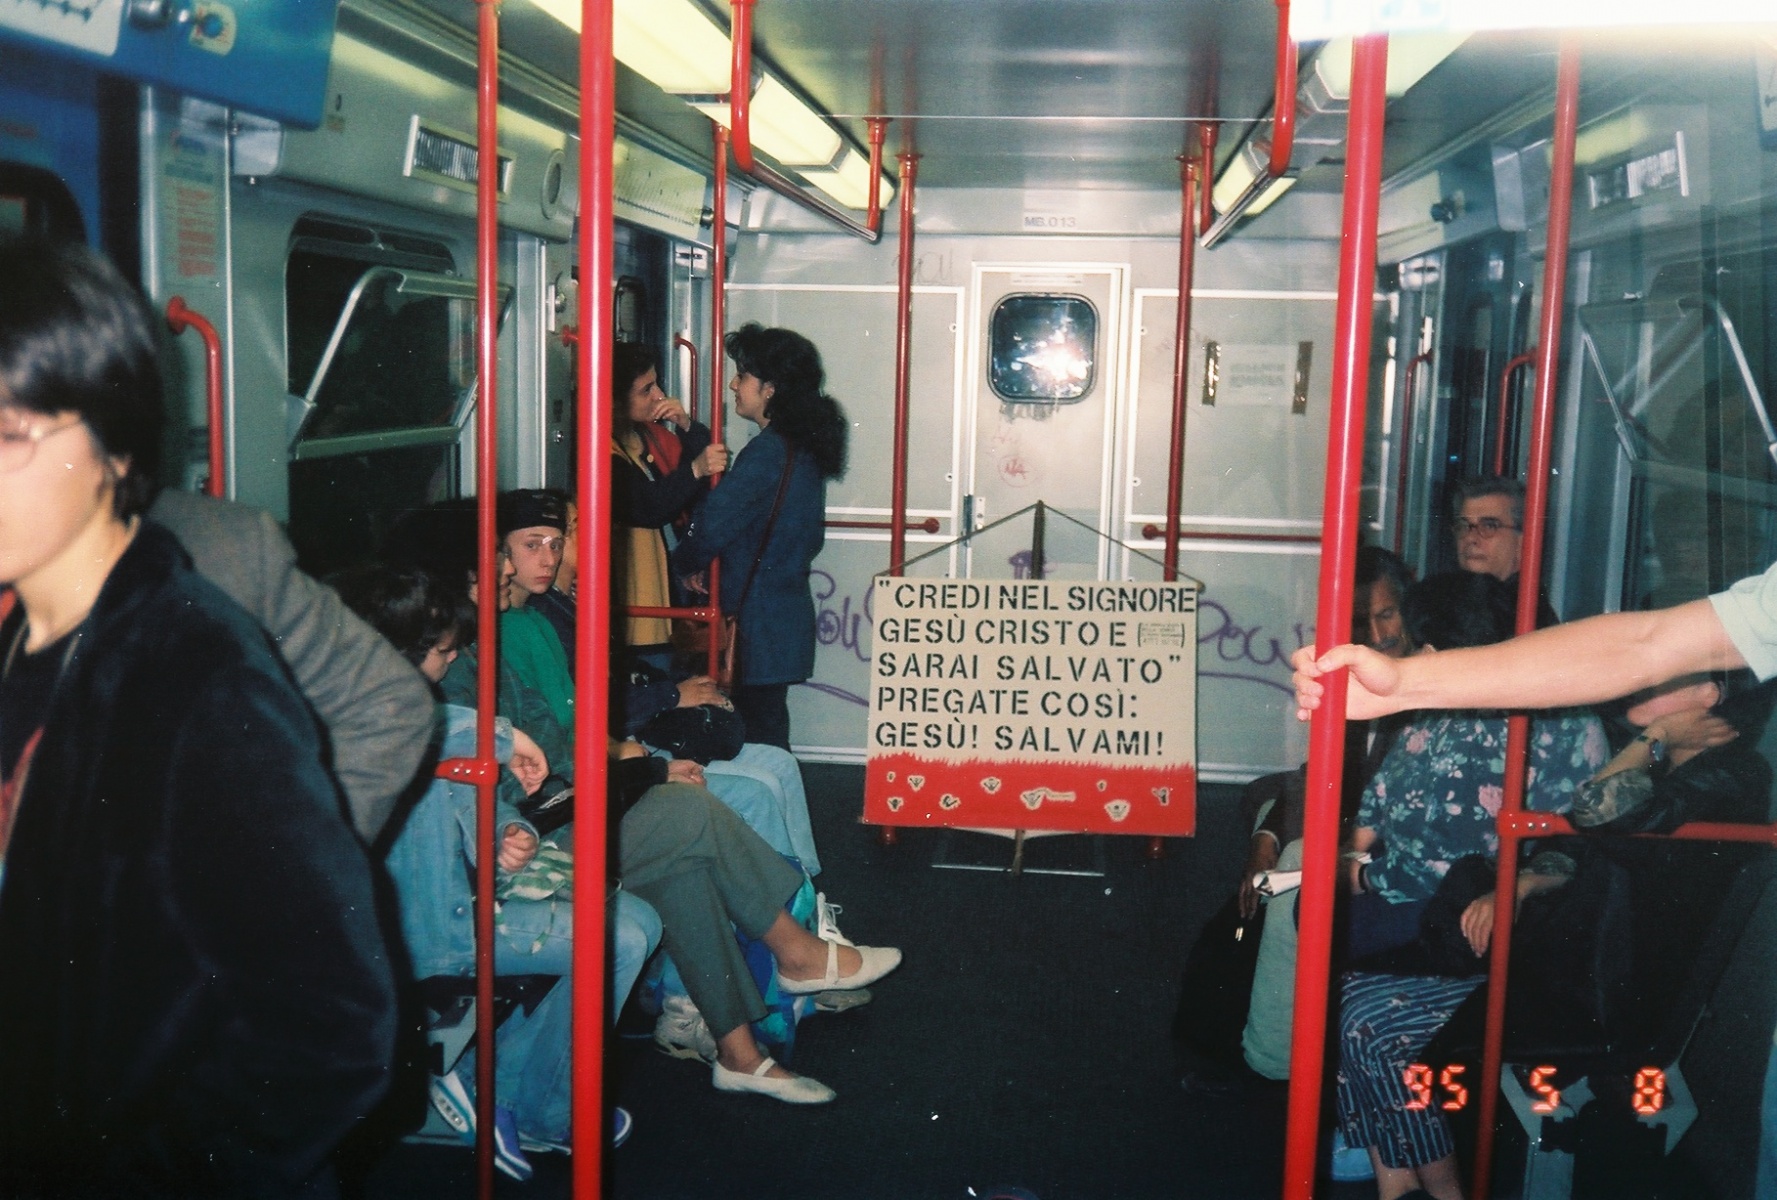 MB.013
"CREDI NEL SIGNORE
GESÙ CRISTO E
SARAI SALVATO"
PREGATE COSÌ:
GESÙ! SALVAMI!
95 5 8